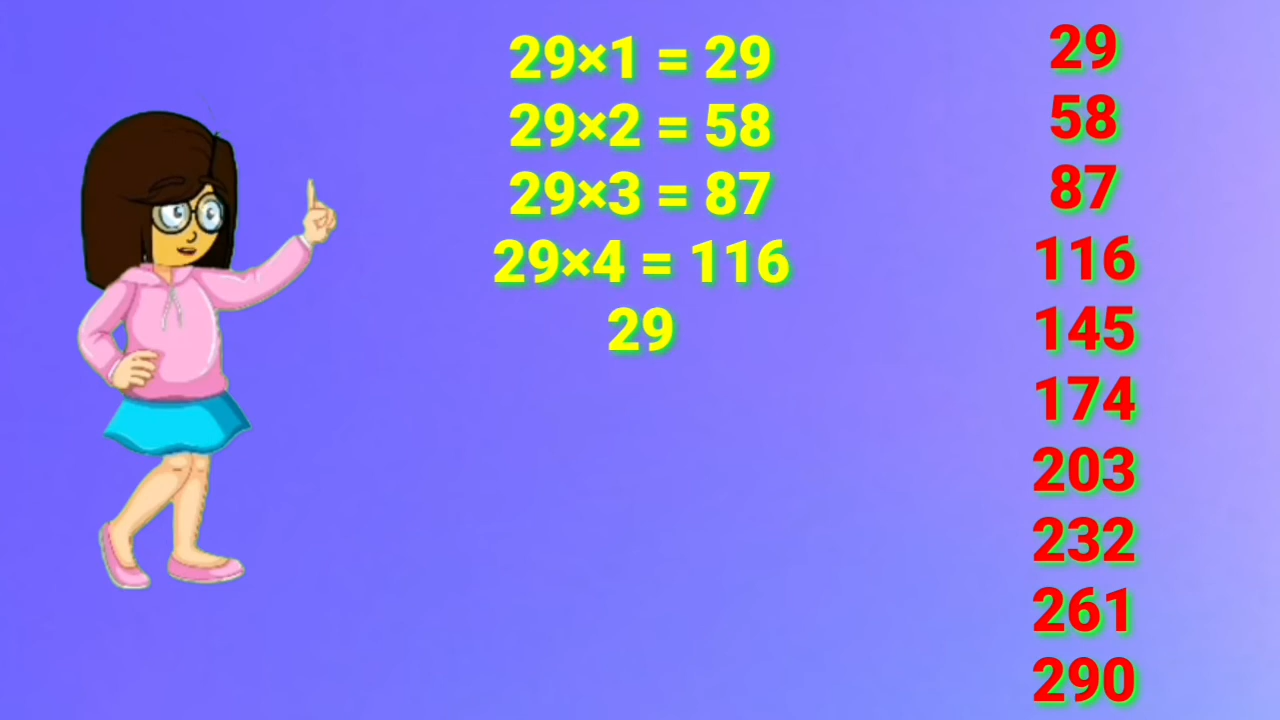 29×1 = 29
29×2 = 58
29×3 = 87
29×4 = 116
29
29
58
87
116
145
174
203
232
261
290